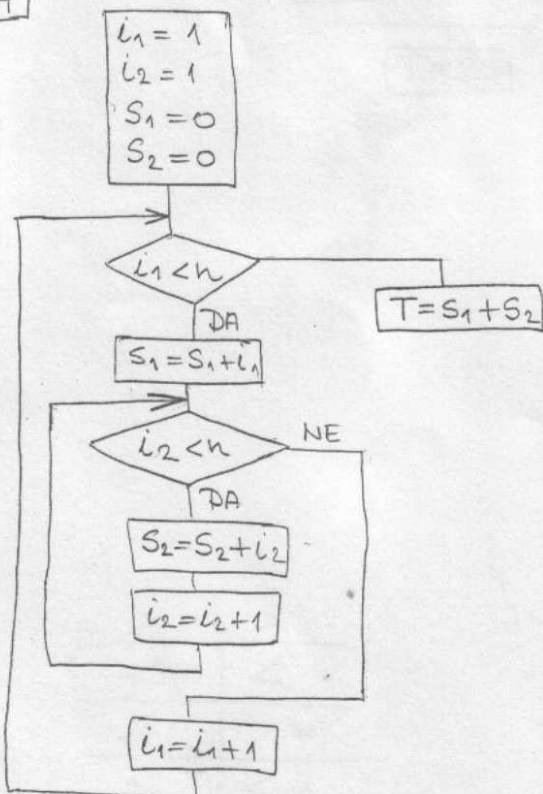 i₁ = 1
i₂ = 1
S₁ = 0
S₂ = 0
i₁ < n
T = S₁ + S₂
DA
S₁ = S₁ + i₁
i₂ < n
NE
DA
S₂ = S₂ + i₂
i₂ = i₂ + 1
i₁ = i₁ + 1